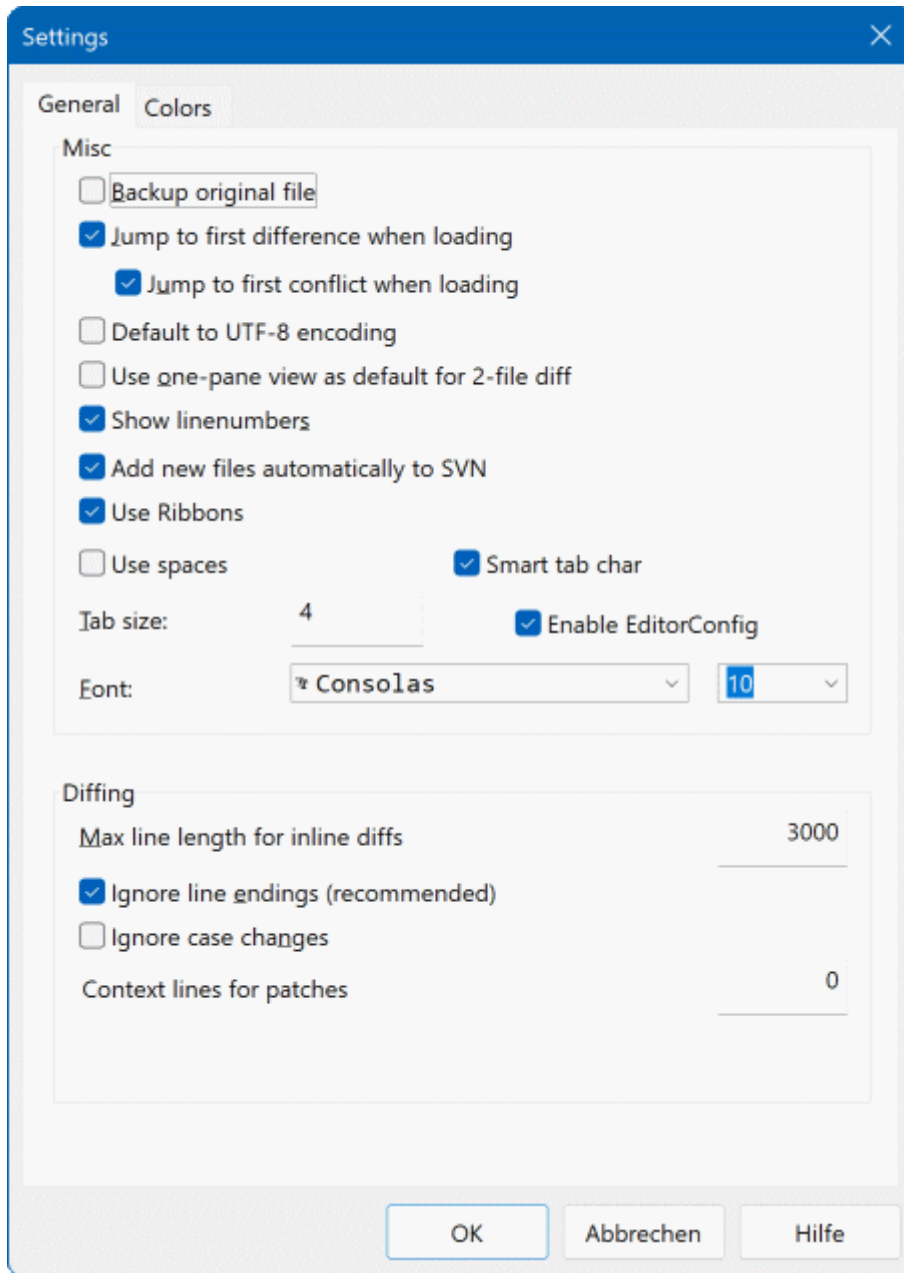 Settings
General Colors
Misc
Backup original file
Jump to first difference when loading
Jump to first conflict when loading
Default to UTF-8 encoding
Use one-pane view as default for 2-file diff
Show linenumbers
Add new files automatically to SVN
Use Ribbons
Use spaces Smart tab char
Tab size: 4 Enable EditorConfig
Font: Consolas 10
Diffing
Max line length for inline diffs 3000
Ignore line endings (recommended)
Ignore case changes
Context lines for patches 0
OK Abbrechen Hilfe